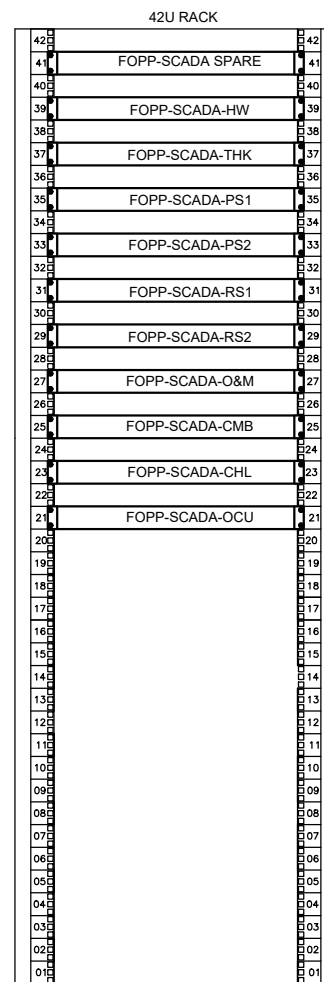 42U RACK
42 42
41 FOPP-SCADA SPARE 41
40 40
39 FOPP-SCADA-HW 39
38 38
37 FOPP-SCADA-THK 37
36 36
35 FOPP-SCADA-PS1 35
34 34
33 FOPP-SCADA-PS2 33
32 32
31 FOPP-SCADA-RS1 31
30 30
29 FOPP-SCADA-RS2 29
28 28
27 FOPP-SCADA-O&M 27
26 26
25 FOPP-SCADA-CMB 25
24 24
23 FOPP-SCADA-CHL 23
22 22
21 FOPP-SCADA-OCU 21
20 20
19 19
18 18
17 17
16 16
15 15
14 14
13 13
12 12
11 11
10 10
09 09
08 08
07 07
06 06
05 05
04 04
03 03
02 02
01 01